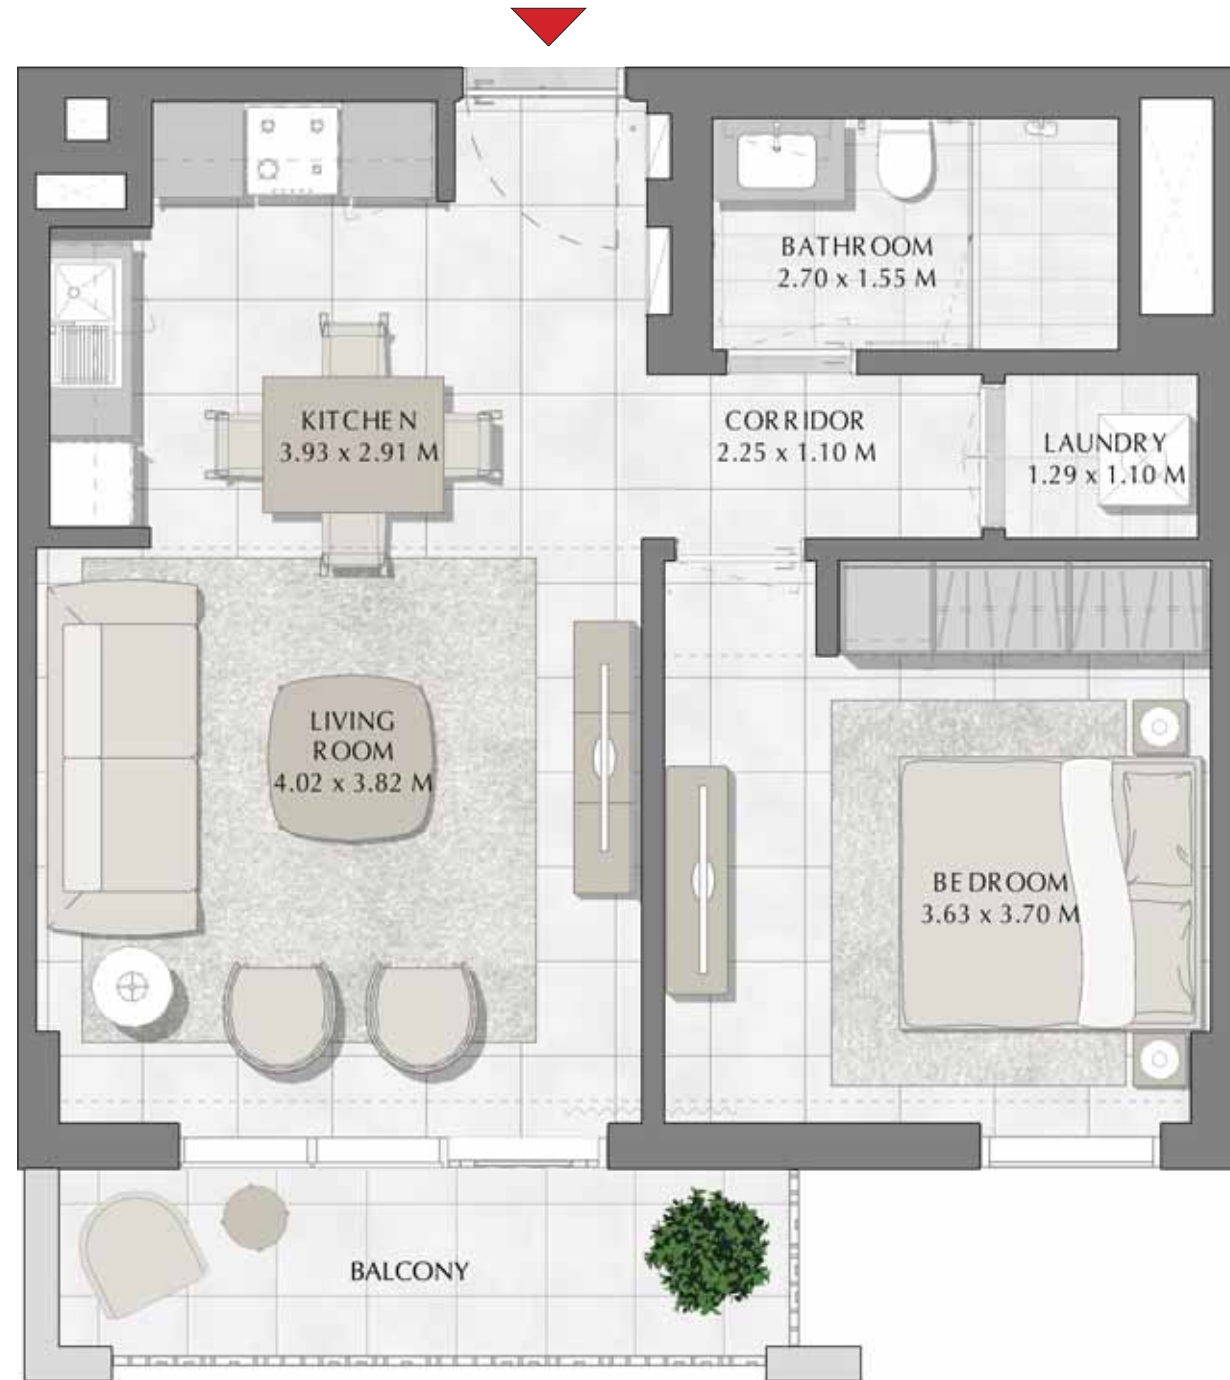 BATHROOM
2.70 x 1.55 M
KITCHEN
3.93 x 2.91 M
CORRIDOR
2.25 x 1.10 M
LAUNDRY
1.29 x 1.10 M
LIVING
ROOM
4.02 x 3.82 M
BEDROOM
3.63 x 3.70 M
BALCONY